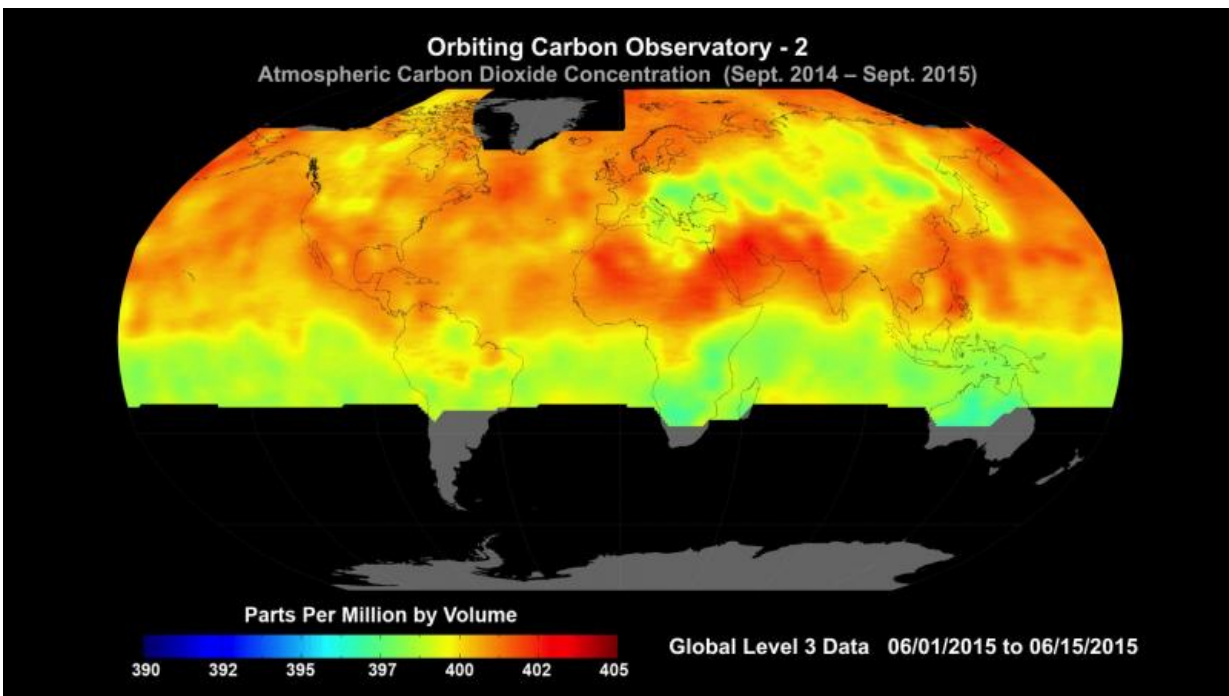 Orbiting Carbon Observatory - 2
Atmospheric Carbon Dioxide Concentration (Sept. 2014 – Sept. 2015)
Parts Per Million by Volume
390 392 395 397 400 402 405
Global Level 3 Data 06/01/2015 to 06/15/2015